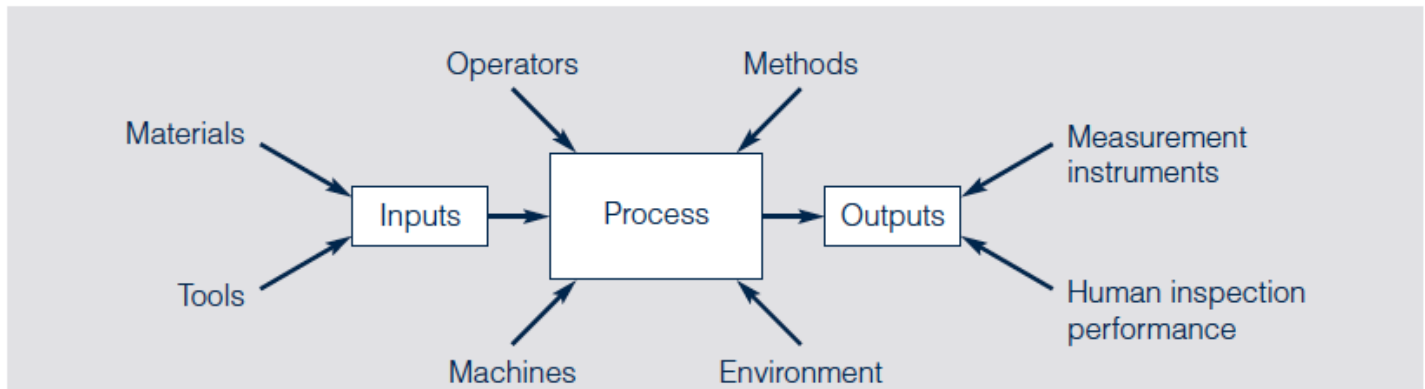 Operators
Methods
Materials
Measurement
instruments
Inputs
Process
Outputs
Tools
Human inspection
performance
Machines
Environment